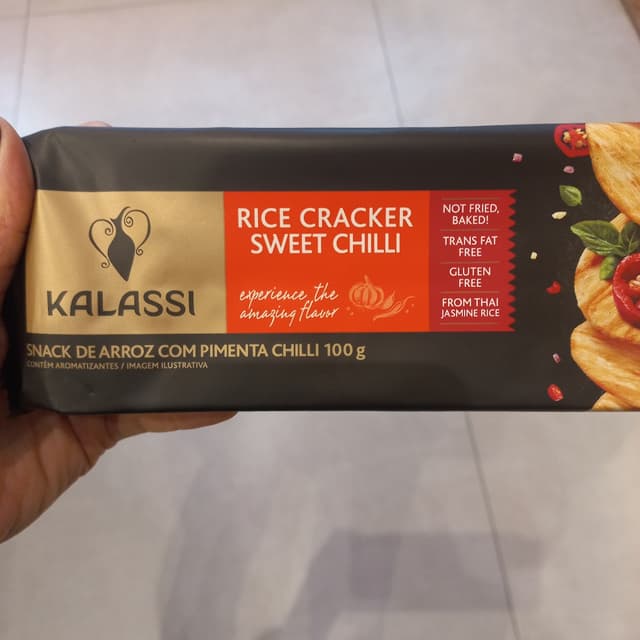 KALASSI
RICE CRACKER
SWEET CHILLI
experience the
amazing flavor
NOT FRIED,
BAKED!
TRANS FAT
FREE
GLUTEN
FREE
FROM THAI
JASMINE RICE
SNACK DE ARROZ COM PIMENTA CHILLI 100 g
CONTÉM AROMATIZANTES / IMAGEM ILUSTRATIVA